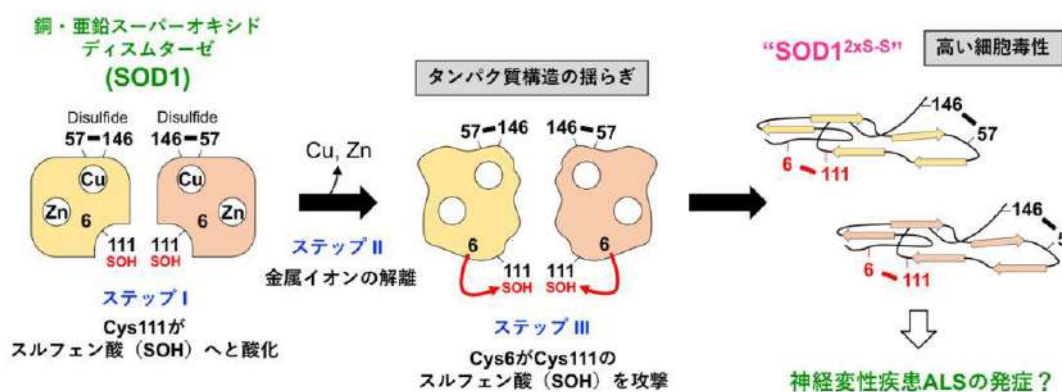 銅・亜鉛スーパーオキシド
ディスムターゼ
(SOD1)
Disulfide
57 146
Disulfide
146 57
Cu
Zn
6
111
SOH
Cu
Zn
6
111
SOH
ステップ I
Cys111が
スルフェン酸（SOH）へと酸化
Cu, Zn
ステップ II
金属イオンの解離
タンパク質構造の揺らぎ
57 146
146 57
6
111
SOH
6
111
SOH
ステップ III
Cys6がCys111の
スルフェン酸（SOH）を攻撃
“SOD12xS-S”
高い細胞毒性
146
57
6 111
146
6 111
神経変性疾患ALSの発症？